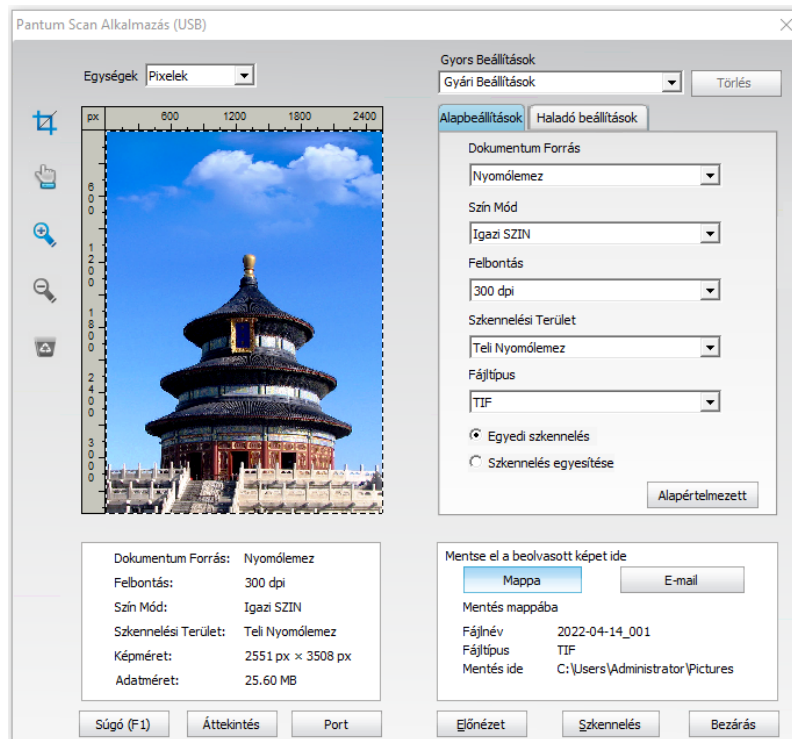 Pantum Scan Alkalmazás (USB)
Egységek Pixelek
px 600 1200 1800 2400
600
1200
1800
2400
3000
Gyors Beállítások
Gyári Beállítások Törlés
Alapbeállítások Haladó beállítások
Dokumentum Forrás
Nyomólemez
Szín Mód
Igazi SZIN
Felbontás
300 dpi
Szkennelési Terület
Teli Nyomólemez
Fájltípus
TIF
Egyedi szkennelés
Szkennelés egyesítése
Alapértelmezett
Dokumentum Forrás: Nyomólemez
Felbontás: 300 dpi
Szín Mód: Igazi SZIN
Szkennelési Terület: Teli Nyomólemez
Képméret: 2551 px × 3508 px
Adatméret: 25.60 MB
Mentse el a beolvasott képet ide
Mappa E-mail
Mentés mappába
Fájlnév 2022-04-14_001
Fájltípus TIF
Mentés ide C:\Users\Administrator\Pictures
Súgó (F1) Áttekintés Port Előnézet Szkennelés Bezárás